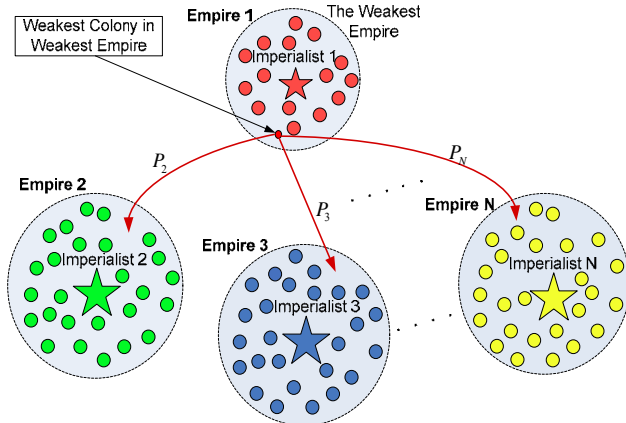 Weakest Colony in
Weakest Empire
Empire 1
The Weakest
Empire
Imperialist 1
P2
P3
PN
Empire 2
Imperialist 2
Empire 3
Imperialist 3
Empire N
Imperialist N